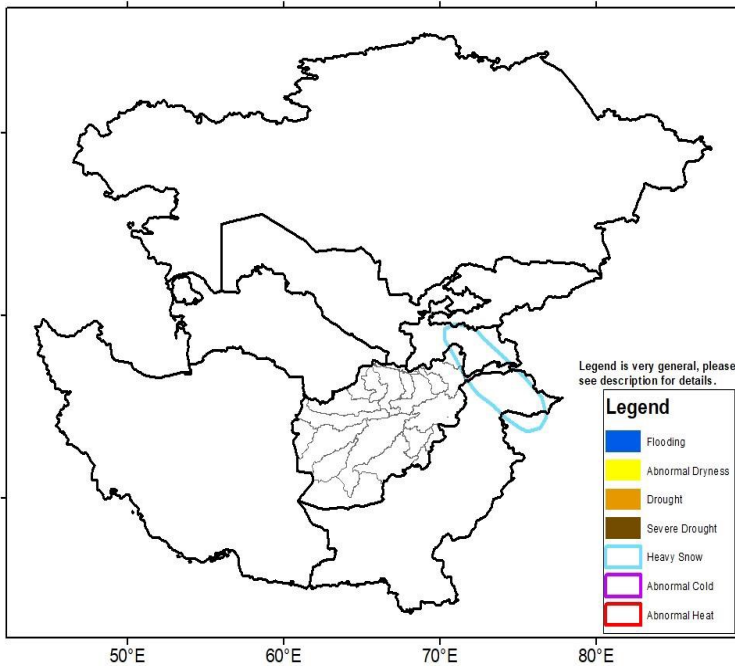 Legend is very general, please
see description for details.
Legend
Flooding
Abnormal Dryness
Drought
Severe Drought
Heavy Snow
Abnormal Cold
Abnormal Heat
50°E
60°E
70°E
80°E